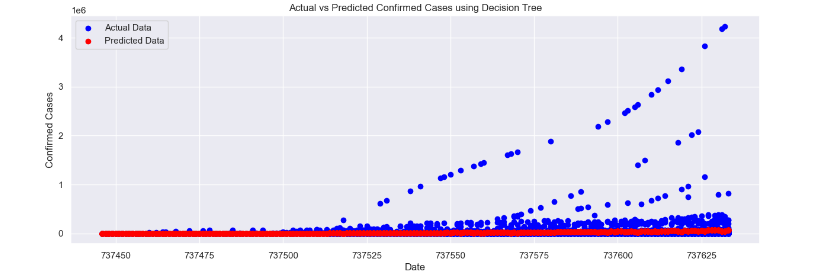 Actual vs Predicted Confirmed Cases using Decision Tree
1e6
Actual Data
Predicted Data
4
3
2
1
0
Confirmed Cases
737450 737475 737500 737525 737550 737575 737600 737625
Date